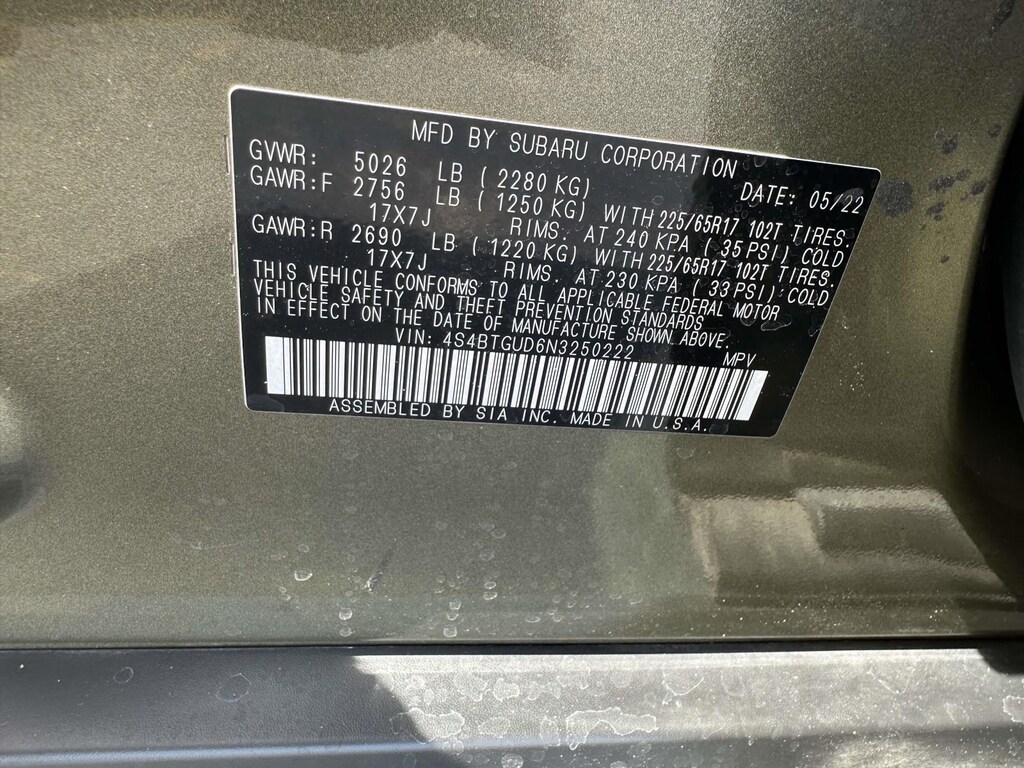 MFD BY SUBARU CORPORATION
GVWR: 5026 LB (2280 KG) DATE: 05/22
GAWR:F 2756 LB (1250 KG) WITH 225/65R17 102T TIRES.
17X7J RIMS. AT 240 KPA (35 PSI) COLD
GAWR:R 2690 LB (1220 KG) WITH 225/65R17 102T TIRES.
17X7J RIMS. AT 230 KPA (33 PSI) COLD
THIS VEHICLE CONFORMS TO ALL APPLICABLE FEDERAL MOTOR
VEHICLE SAFETY AND THEFT PREVENTION STANDARDS
IN EFFECT ON THE DATE OF MANUFACTURE SHOWN ABOVE.
VIN: 4S4BTGUD6N3250222 MPV
ASSEMBLED BY SIA INC. MADE IN U.S.A.